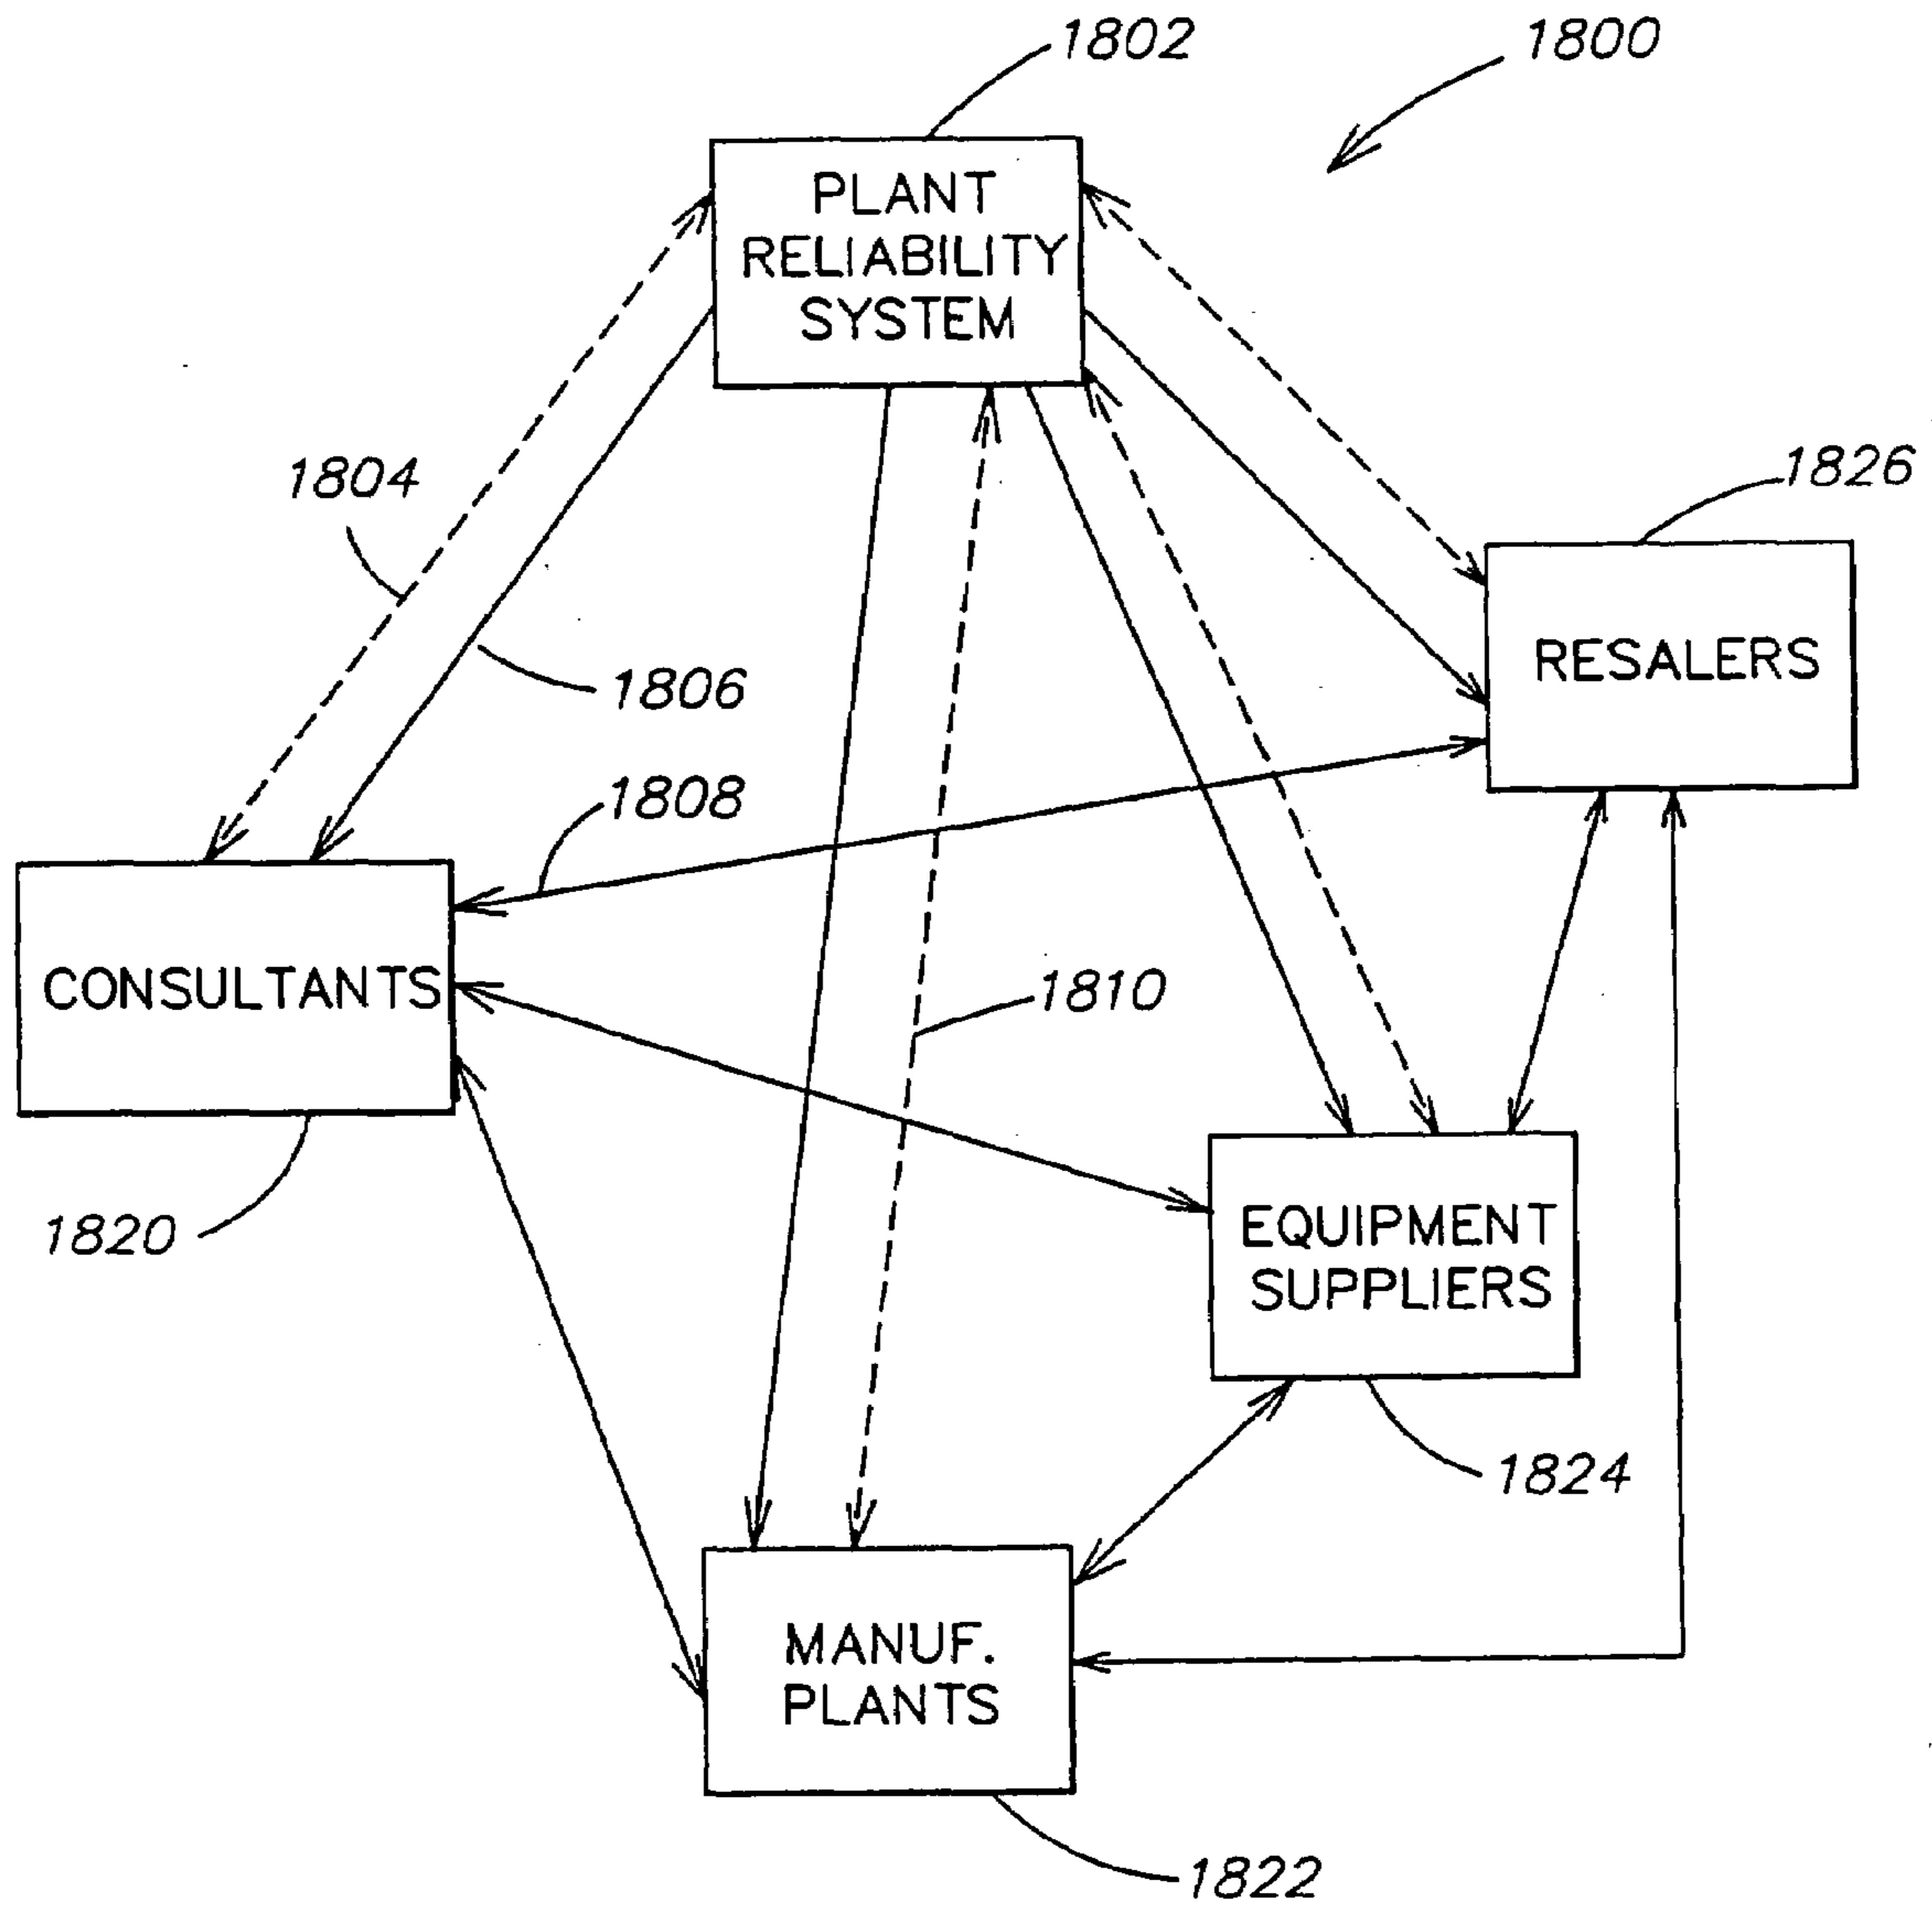 1802
1800
PLANT
RELIABILITY
SYSTEM
1804
1826
RESALERS
1806
1808
CONSULTANTS
1810
1820
EQUIPMENT
SUPPLIERS
1824
MANUF.
PLANTS
1822